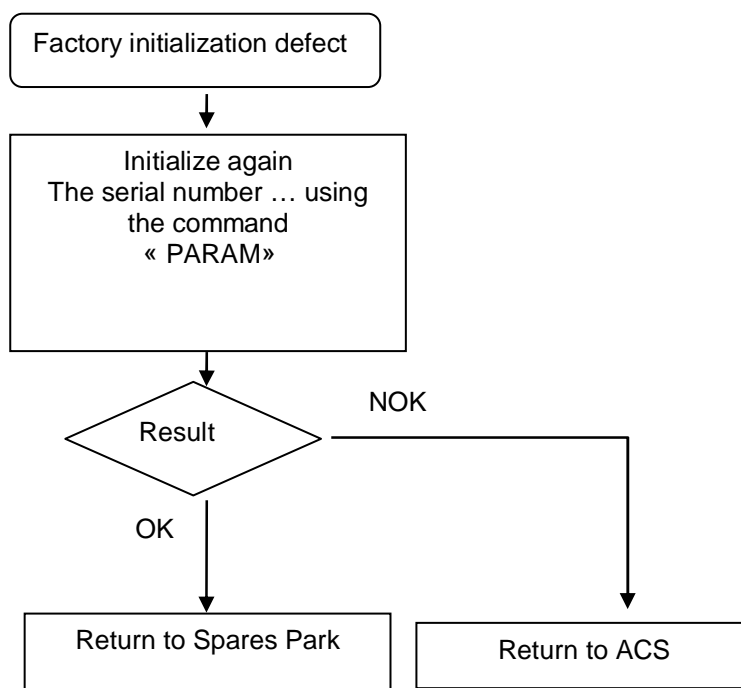 Factory initialization defect
Initialize again
The serial number … using
the command
« PARAM»
Result
NOK
OK
Return to Spares Park
Return to ACS